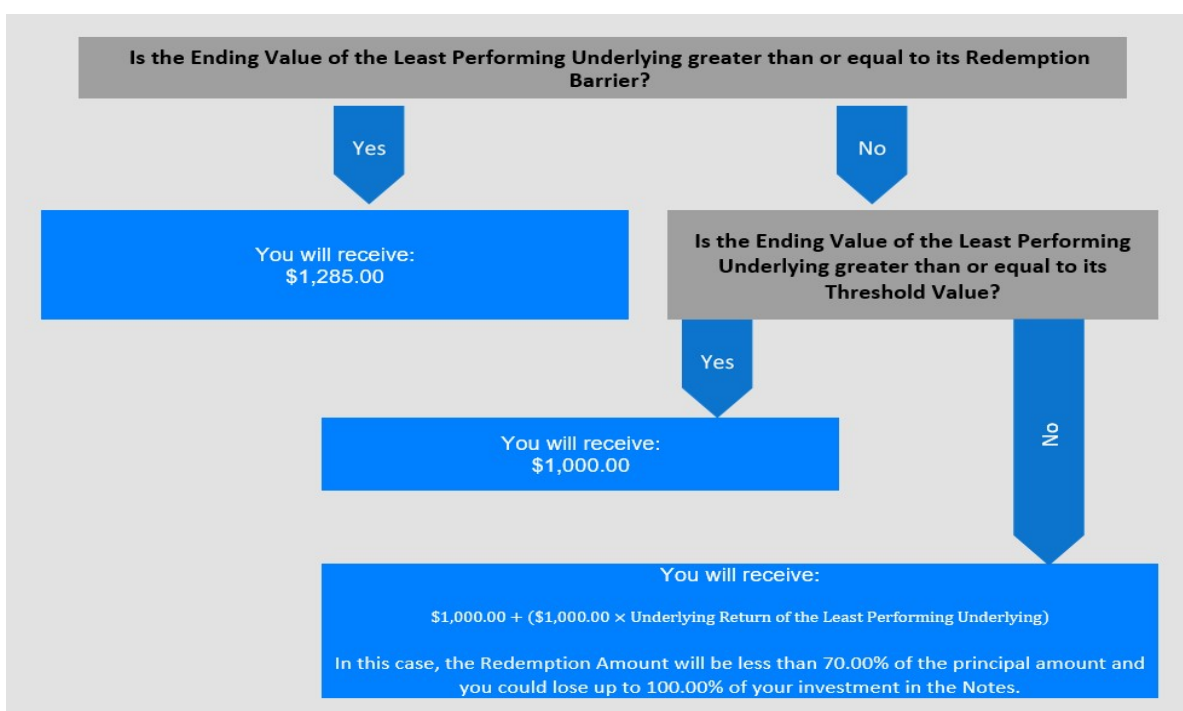 Is the Ending Value of the Least Performing Underlying greater than or equal to its Redemption
Barrier?
Yes
No
You will receive:
$1,285.00
Is the Ending Value of the Least Performing
Underlying greater than or equal to its
Threshold Value?
Yes
No
You will receive:
$1,000.00
You will receive:
$1,000.00 + ($1,000.00 × Underlying Return of the Least Performing Underlying)
In this case, the Redemption Amount will be less than 70.00% of the principal amount and
you could lose up to 100.00% of your investment in the Notes.